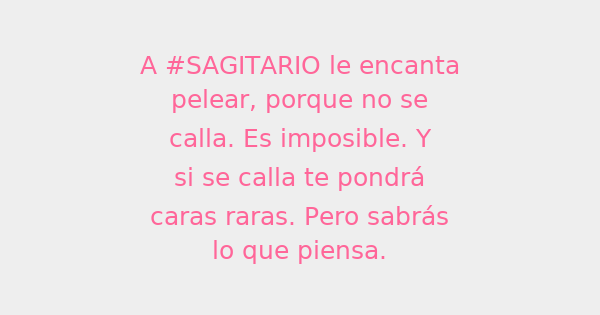 A #SAGITARIO le encanta
pelear, porque no se
calla. Es imposible. Y
si se calla te pondrá
caras raras. Pero sabrás
lo que piensa.